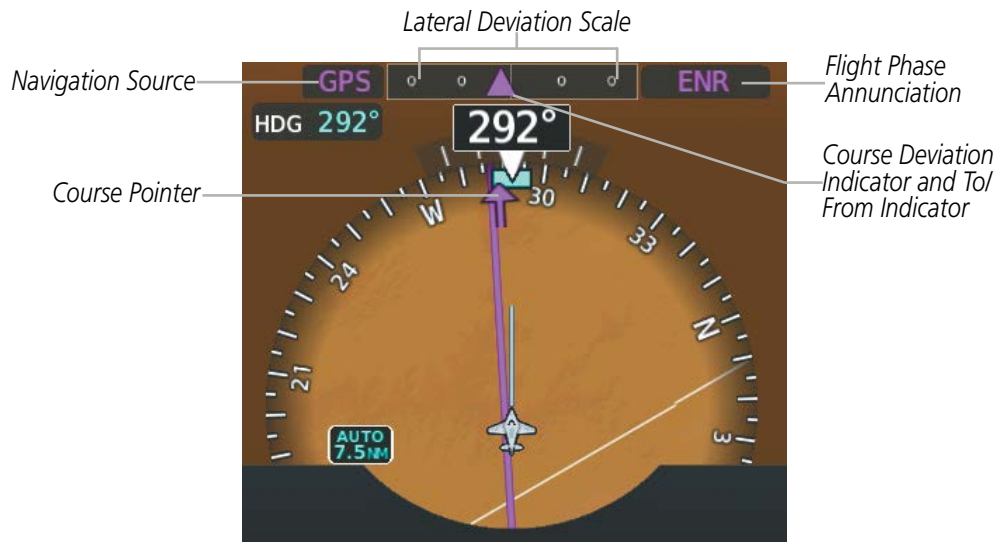 Lateral Deviation Scale
Navigation Source
GPS
ENR
Flight Phase
Annunciation
HDG 292°
292°
Course Deviation
Indicator and To/
From Indicator
Course Pointer
30
W
33
24
N
21
3
AUTO
7.5NM